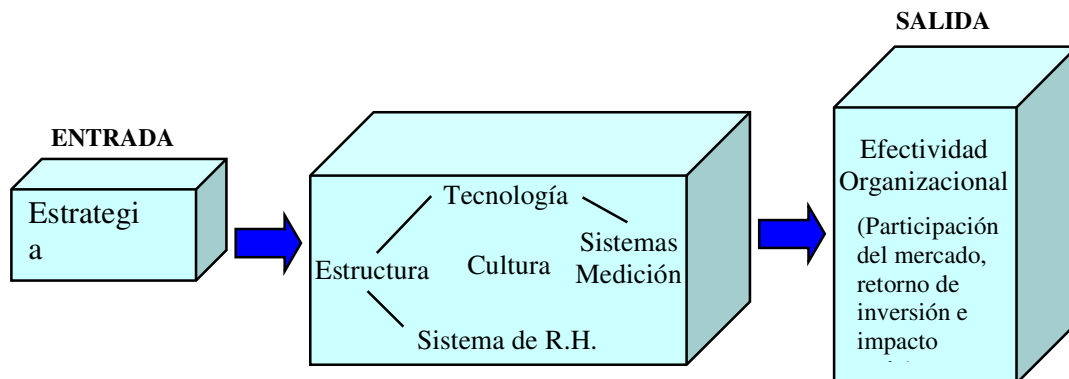 SALIDA
ENTRADA
Estrategi
a
Tecnología
Estructura
Cultura
Sistemas
Medición
Sistema de R.H.
Efectividad
Organizacional
(Participación
del mercado,
retorno de
inversión e
impacto